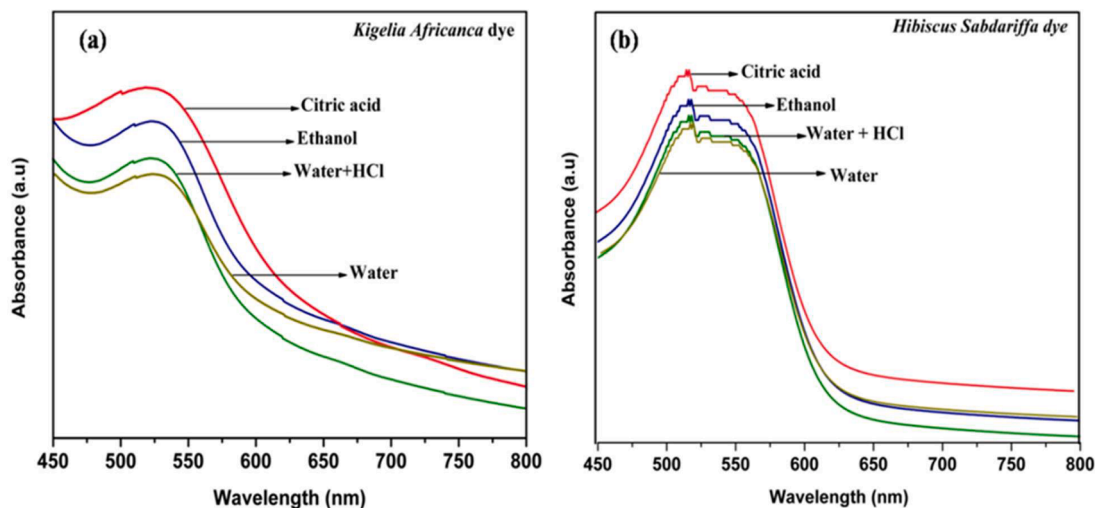 (a)
Kigelia Africanca dye
Citric acid
Ethanol
Water+HCl
Water
Absorbance (a.u)
450 500 550 600 650 700 750 800
Wavelength (nm)
(b)
Hibiscus Sabdariffa dye
Citric acid
Ethanol
Water + HCl
Water
Absorbance (a.u)
450 500 550 600 650 700 750 800
Wavelength (nm)